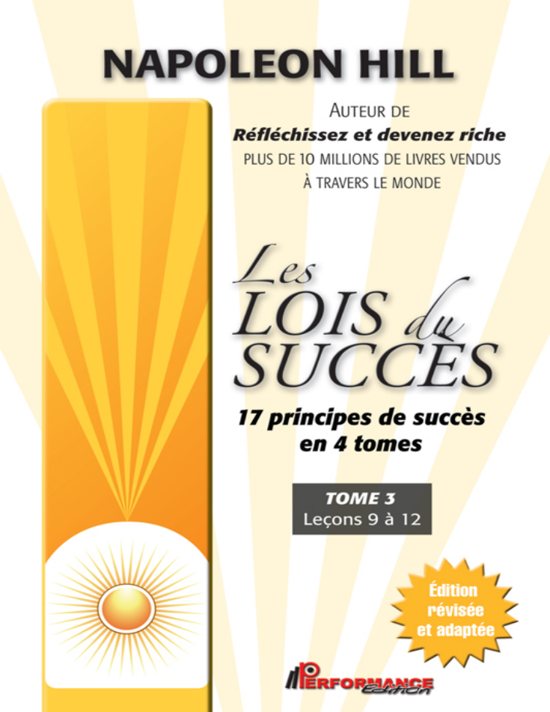 NAPOLEON HILL
AUTEUR DE
Réfléchissez et devenez riche
PLUS DE 10 MILLIONS DE LIVRES VENDUS
À TRAVERS LE MONDE
Les
LOIS du
SUCCÈS
17 principes de succès
en 4 tomes
TOME 3
Leçons 9 à 12
Édition
révisée
et adaptée
PERFORMANCE
Édition